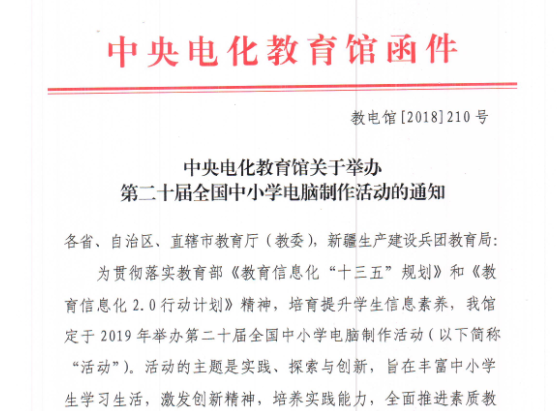 中央电化教育馆函件
教电馆[2018]210号
中央电化教育馆关于举办
第二十届全国中小学电脑制作活动的通知
各省、自治区、直辖市教育厅（教委），新疆生产建设兵团教育局：
为贯彻落实教育部《教育信息化“十三五”规划》和《教
育信息化2.0行动计划》精神，培育提升学生信息素养，我馆
定于2019年举办第二十届全国中小学电脑制作活动（以下简称
“活动”）。活动的主题是实践、探索与创新，旨在丰富中小学
生学习生活，激发创新精神，培养实践能力，全面推进素质教